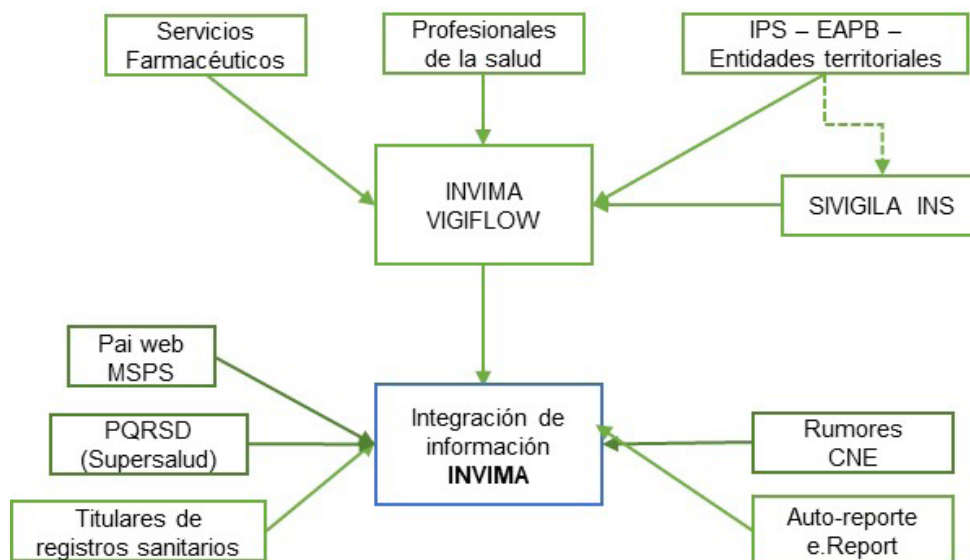 Servicios
Farmacéuticos
Profesionales
de la salud
IPS – EAPB –
Entidades territoriales
INVIMA
VIGIFLOW
SIVIGILA INS
Pai web
MSPS
PQRSD
(Supersalud)
Titulares de
registros sanitarios
Integración de
información
INVIMA
Rumores
CNE
Auto-reporte
e.Report